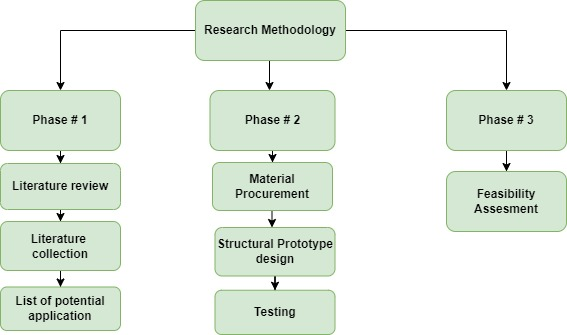 Research Methodology
Phase # 1
Literature review
Literature
collection
List of potential
application
Phase # 2
Material
Procurement
Structural Prototype
design
Testing
Phase # 3
Feasibility
Assesment